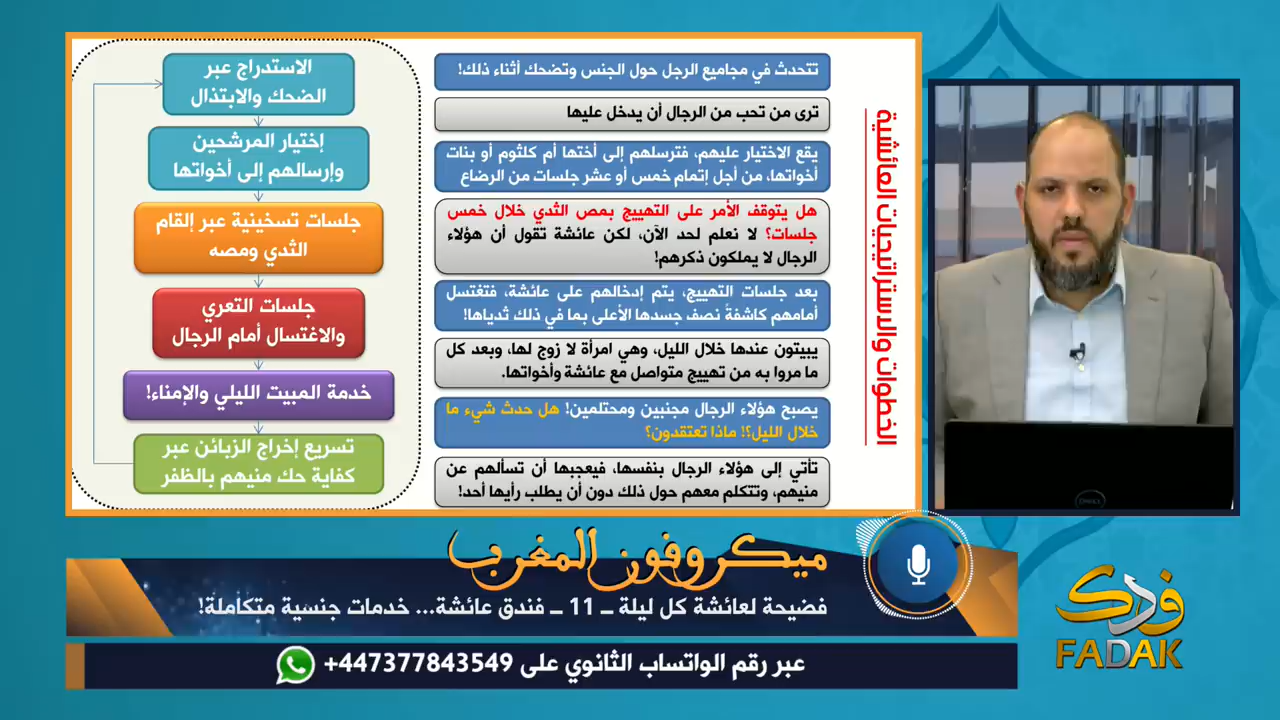 الخطوات والاستراتيجيات العائشية
تتحدث في مجاميع الرجل حول الجنس وتضحك أثناء ذلك!
ترى من تحب من الرجال أن يدخل عليها
يقع الاختيار عليهم، فترسلهم إلى أختها أم كلثوم أو بنات
أخواتها، من أجل إتمام خمس أو عشر جلسات من الرضاع
هل يتوقف الأمر على التهييج بمص الثدي خلال خمس
جلسات؟ لا نعلم لحد الآن، لكن عائشة تقول أن هؤلاء
الرجال لا يملكون ذكرهم!
بعد جلسات التهييج، يتم إدخالهم على عائشة، فتغتسل
أمامهم كاشفةً نصف جسدها الأعلى بما في ذلك ثدياها!
يبيتون عندها خلال الليل، وهي امرأة لا زوج لها، وبعد كل
ما مروا به من تهييج متواصل مع عائشة وأخواتها.
يصبح هؤلاء الرجال مجنبين ومحتلمين! هل حدث شيء ما
خلال الليل؟! ماذا تعتقدون؟
تأتي إلى هؤلاء الرجال بنفسها، فيعجبها أن تسألهم عن
منيهم، وتتكلم معهم حول ذلك دون أن يطلب رأيها أحد!
الاستدراج عبر
الضحك والابتذال
إختيار المرشحين
وإرسالهم إلى أخواتها
جلسات تسخينية عبر إلقام
الثدي ومصه
جلسات التعري
والاغتسال أمام الرجال
خدمة المبيت الليلي والإمناء!
تسريع إخراج الزبائن عبر
كفاية حك منيهم بالظفر
DELL
ميكروفون المغرب
فضيحة لعائشة كل ليلة – 11 – فندق عائشة... خدمات جنسية متكاملة!
عبر رقم الواتساب الثانوي على 447377843549+
فدك
FADAK